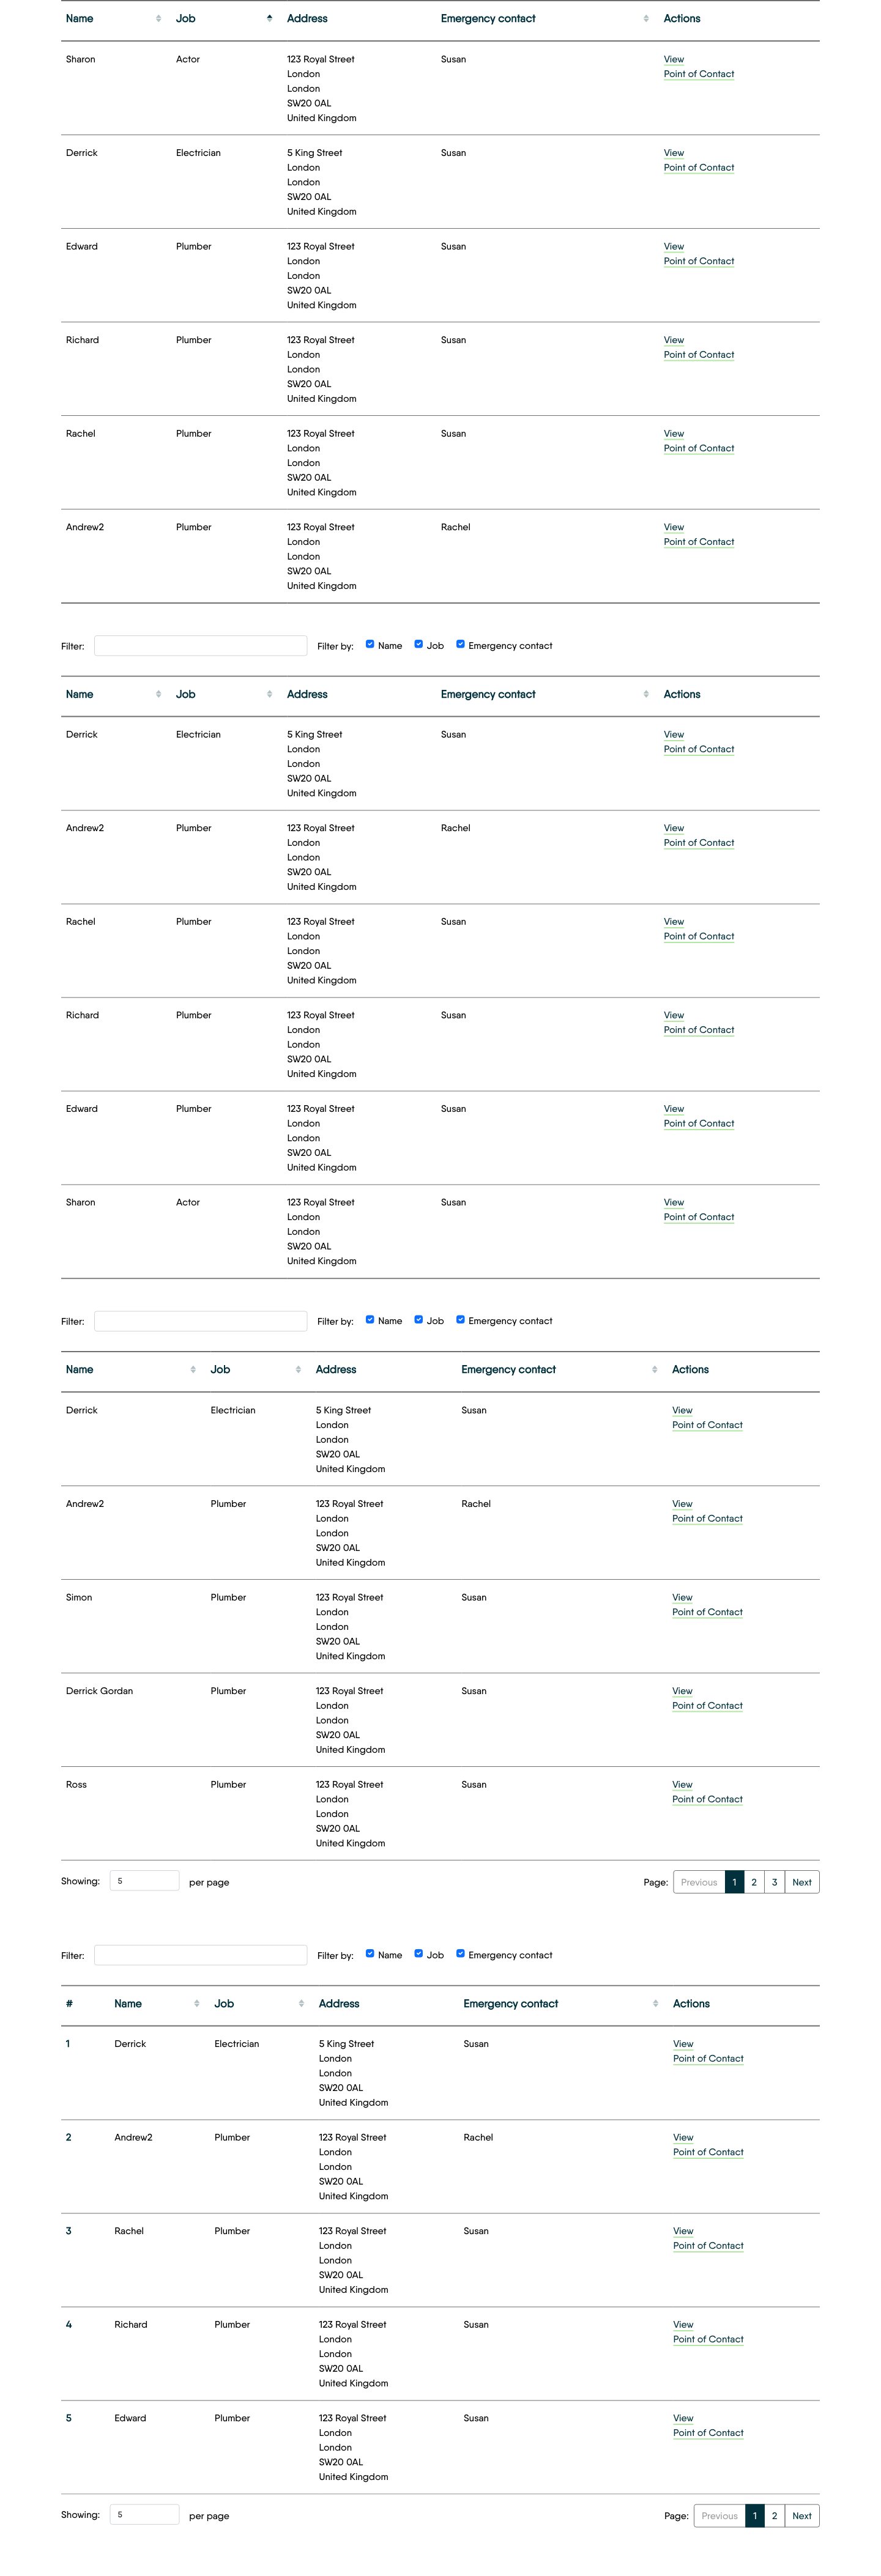 Name Job Address Emergency contact Actions
Sharon Actor 123 Royal Street Susan View
London Point of Contact
London
SW20 0AL
United Kingdom
Derrick Electrician 5 King Street Susan View
London Point of Contact
London
SW20 0AL
United Kingdom
Edward Plumber 123 Royal Street Susan View
London Point of Contact
London
SW20 0AL
United Kingdom
Richard Plumber 123 Royal Street Susan View
London Point of Contact
London
SW20 0AL
United Kingdom
Rachel Plumber 123 Royal Street Susan View
London Point of Contact
London
SW20 0AL
United Kingdom
Andrew2 Plumber 123 Royal Street Rachel View
London Point of Contact
London
SW20 0AL
United Kingdom
Filter: Filter by: Name Job Emergency contact
Name Job Address Emergency contact Actions
Derrick Electrician 5 King Street Susan View
London Point of Contact
London
SW20 0AL
United Kingdom
Andrew2 Plumber 123 Royal Street Rachel View
London Point of Contact
London
SW20 0AL
United Kingdom
Rachel Plumber 123 Royal Street Susan View
London Point of Contact
London
SW20 0AL
United Kingdom
Richard Plumber 123 Royal Street Susan View
London Point of Contact
London
SW20 0AL
United Kingdom
Edward Plumber 123 Royal Street Susan View
London Point of Contact
London
SW20 0AL
United Kingdom
Sharon Actor 123 Royal Street Susan View
London Point of Contact
London
SW20 0AL
United Kingdom
Filter: Filter by: Name Job Emergency contact
Name Job Address Emergency contact Actions
Derrick Electrician 5 King Street Susan View
London Point of Contact
London
SW20 0AL
United Kingdom
Andrew2 Plumber 123 Royal Street Rachel View
London Point of Contact
London
SW20 0AL
United Kingdom
Simon Plumber 123 Royal Street Susan View
London Point of Contact
London
SW20 0AL
United Kingdom
Derrick Gordan Plumber 123 Royal Street Susan View
London Point of Contact
London
SW20 0AL
United Kingdom
Ross Plumber 123 Royal Street Susan View
London Point of Contact
London
SW20 0AL
United Kingdom
Showing: 5 per page Page: Previous 1 2 3 Next
Filter: Filter by: Name Job Emergency contact
# Name Job Address Emergency contact Actions
1 Derrick Electrician 5 King Street Susan View
London Point of Contact
London
SW20 0AL
United Kingdom
2 Andrew2 Plumber 123 Royal Street Rachel View
London Point of Contact
London
SW20 0AL
United Kingdom
3 Rachel Plumber 123 Royal Street Susan View
London Point of Contact
London
SW20 0AL
United Kingdom
4 Richard Plumber 123 Royal Street Susan View
London Point of Contact
London
SW20 0AL
United Kingdom
5 Edward Plumber 123 Royal Street Susan View
London Point of Contact
London
SW20 0AL
United Kingdom
Showing: 5 per page Page: Previous 1 2 Next